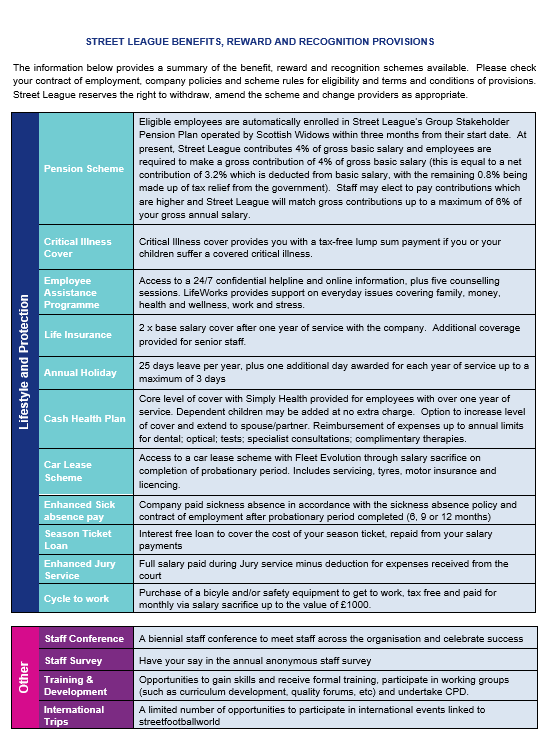 STREET LEAGUE BENEFITS, REWARD AND RECOGNITION PROVISIONS
The information below provides a summary of the benefit, reward and recognition schemes available. Please check
your contract of employment, company policies and scheme rules for eligibility and terms and conditions of provisions.
Street League reserves the right to withdraw, amend the scheme and change providers as appropriate.
Lifestyle and Protection
Pension Scheme
Eligible employees are automatically enrolled in Street League's Group Stakeholder
Pension Plan operated by Scottish Widows within three months from their start date. At
present, Street League contributes 4% of gross basic salary and employees are
required to make a gross contribution of 4% of gross basic salary (this is equal to a net
contribution of 3.2% which is deducted from basic salary, with the remaining 0.8% being
made up of tax relief from the government). Staff may elect to pay contributions which
are higher and Street League will match gross contributions up to a maximum of 6% of
your gross annual salary.
Critical Illness
Cover
Critical Illness cover provides you with a tax-free lump sum payment if you or your
children suffer a covered critical illness.
Employee
Assistance
Programme
Access to a 24/7 confidential helpline and online information, plus five counselling
sessions. LifeWorks provides support on everyday issues covering family, money,
health and wellness, work and stress.
Life Insurance
2 x base salary cover after one year of service with the company. Additional coverage
provided for senior staff.
Annual Holiday
25 days leave per year, plus one additional day awarded for each year of service up to a
maximum of 3 days
Cash Health Plan
Core level of cover with Simply Health provided for employees with over one year of
service. Dependent children may be added at no extra charge. Option to increase level
of cover and extend to spouse/partner. Reimbursement of expenses up to annual limits
for dental; optical; tests; specialist consultations; complimentary therapies.
Car Lease
Scheme
Access to a car lease scheme with Fleet Evolution through salary sacrifice on
completion of probationary period. Includes servicing, tyres, motor insurance and
licencing.
Enhanced Sick
absence pay
Company paid sickness absence in accordance with the sickness absence policy and
contract of employment after probationary period completed (6, 9 or 12 months)
Season Ticket
Loan
Interest free loan to cover the cost of your season ticket, repaid from your salary
payments
Enhanced Jury
Service
Full salary paid during Jury service minus deduction for expenses received from the
court
Cycle to work
Purchase of a bicyle and/or safety equipment to get to work, tax free and paid for
monthly via salary sacrifice up to the value of £1000.
Other
Staff Conference
A biennial staff conference to meet staff across the organisation and celebrate success
Staff Survey
Have your say in the annual anonymous staff survey
Training &
Development
Opportunities to gain skills and receive formal training, participate in working groups
(such as curriculum development, quality forums, etc) and undertake CPD.
International
Trips
A limited number of opportunities to participate in international events linked to
streetfootballworld